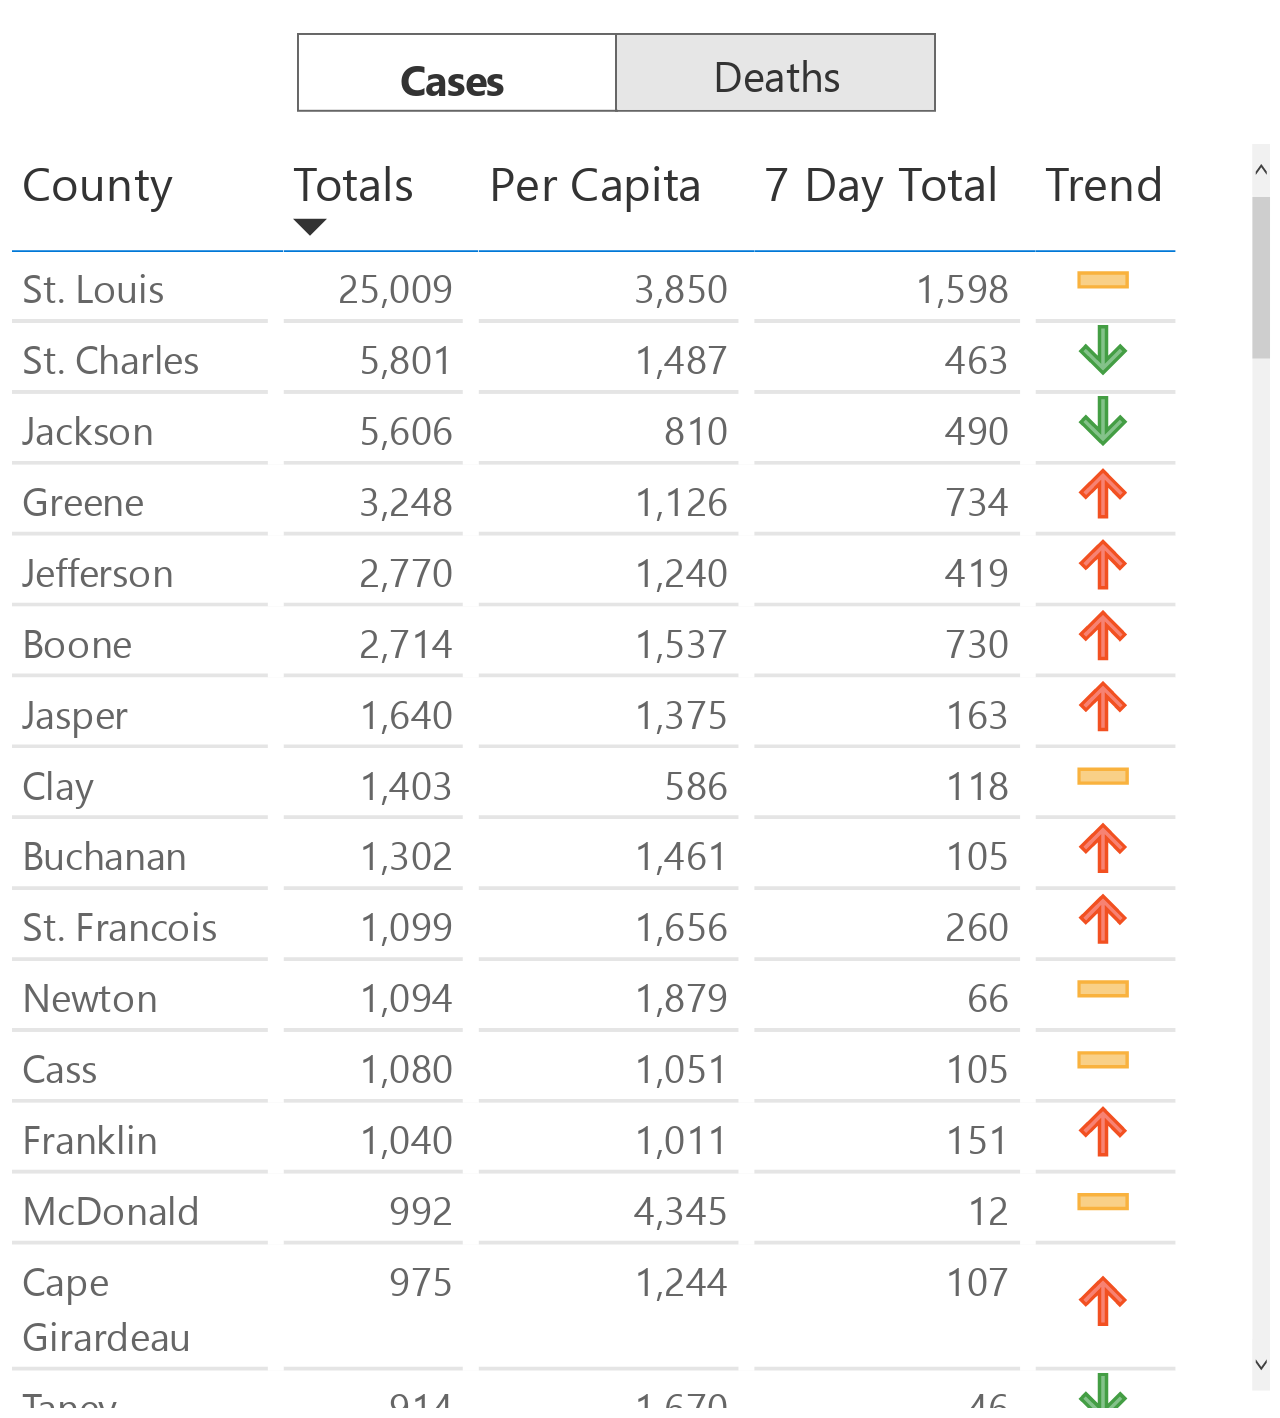 Cases Deaths
County Totals Per Capita 7 Day Total Trend
St. Louis 25,009 3,850 1,598
St. Charles 5,801 1,487 463
Jackson 5,606 810 490
Greene 3,248 1,126 734
Jefferson 2,770 1,240 419
Boone 2,714 1,537 730
Jasper 1,640 1,375 163
Clay 1,403 586 118
Buchanan 1,302 1,461 105
St. Francois 1,099 1,656 260
Newton 1,094 1,879 66
Cass 1,080 1,051 105
Franklin 1,040 1,011 151
McDonald 992 4,345 12
Cape 975 1,244 107
Girardeau
Taney 914 1,670 46